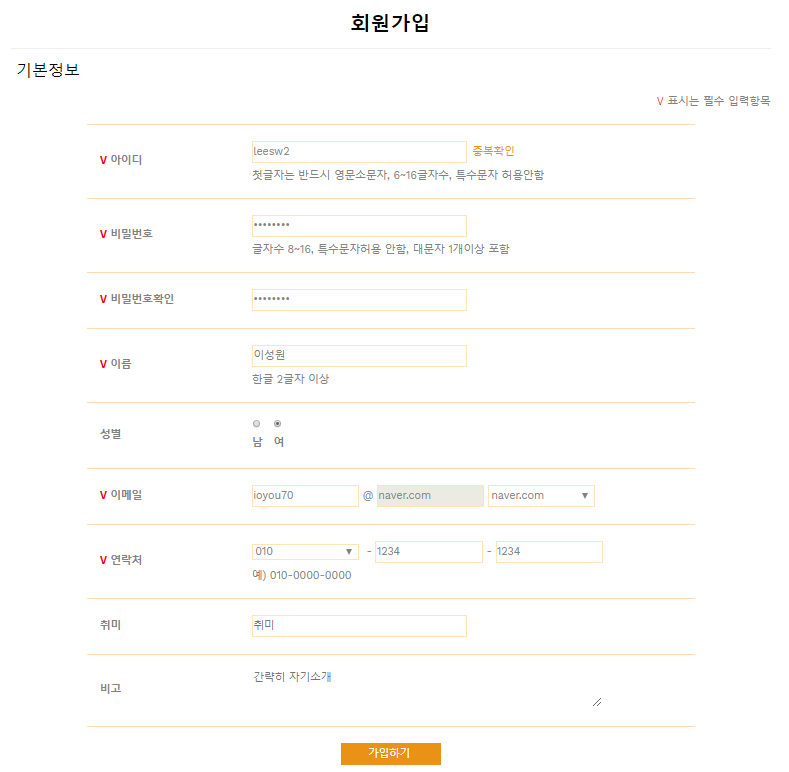 회원가입
기본정보
V 표시는 필수 입력항목
V 아이디 leesw2 중복확인
첫글자는 반드시 영문소문자, 6~16글자수, 특수문자 허용안함
V 비밀번호 ••••••••
글자수 8~16, 특수문자허용 안함, 대문자 1개이상 포함
V 비밀번호확인 ••••••••
V 이름 이성원
한글 2글자 이상
성별
남 여
V 이메일 ioyou70 @ naver.com naver.com ▼
V 연락처 010 ▼ - 1234 - 1234
예) 010-0000-0000
취미 취미
비고 간략히 자기소개
가입하기